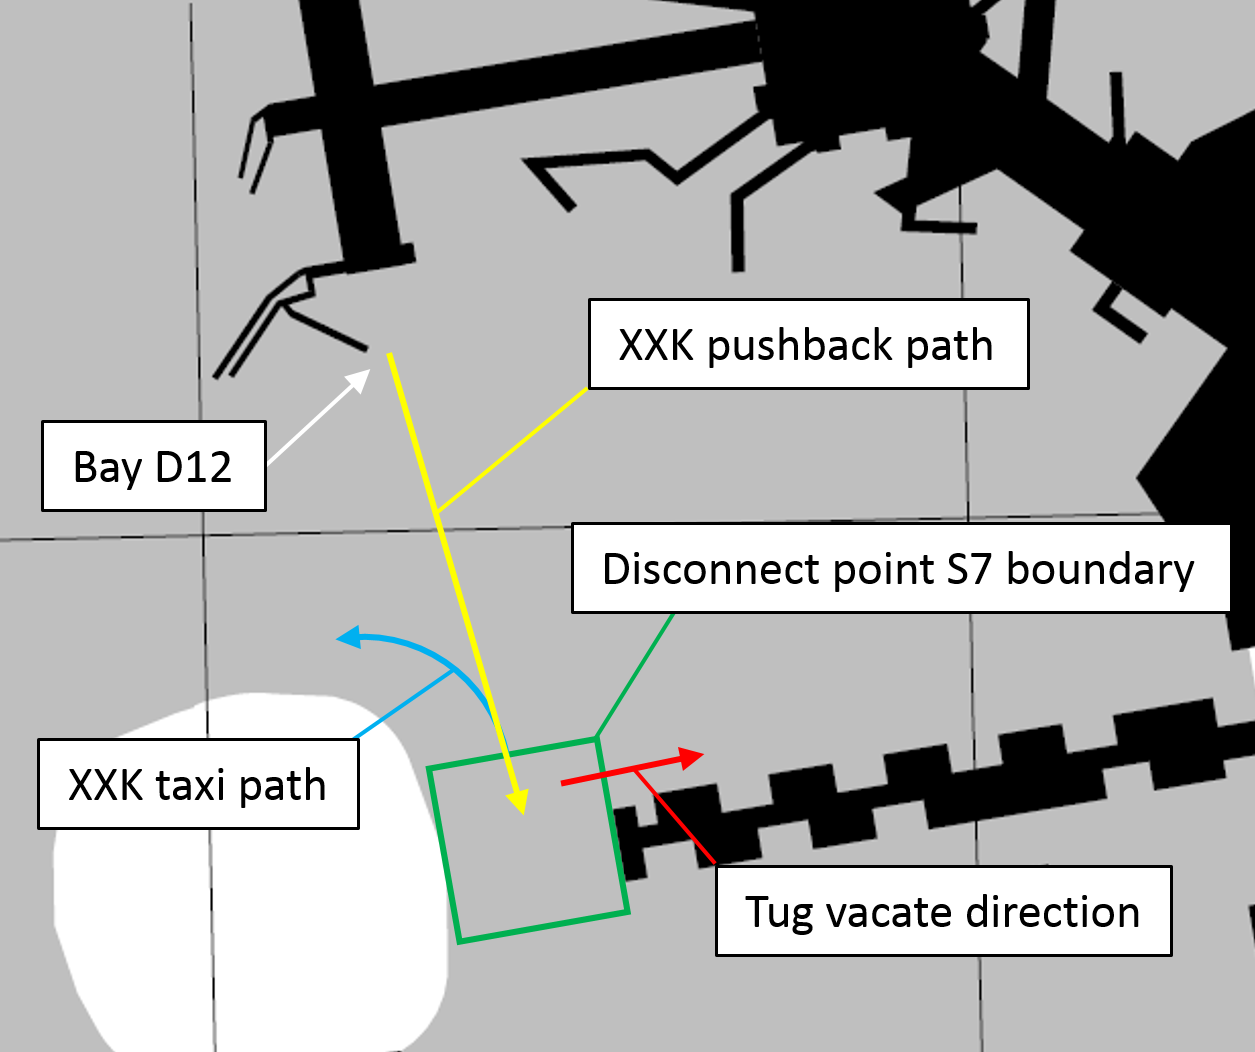 XXK pushback path
Bay D12
Disconnect point S7 boundary
XXK taxi path
Tug vacate direction